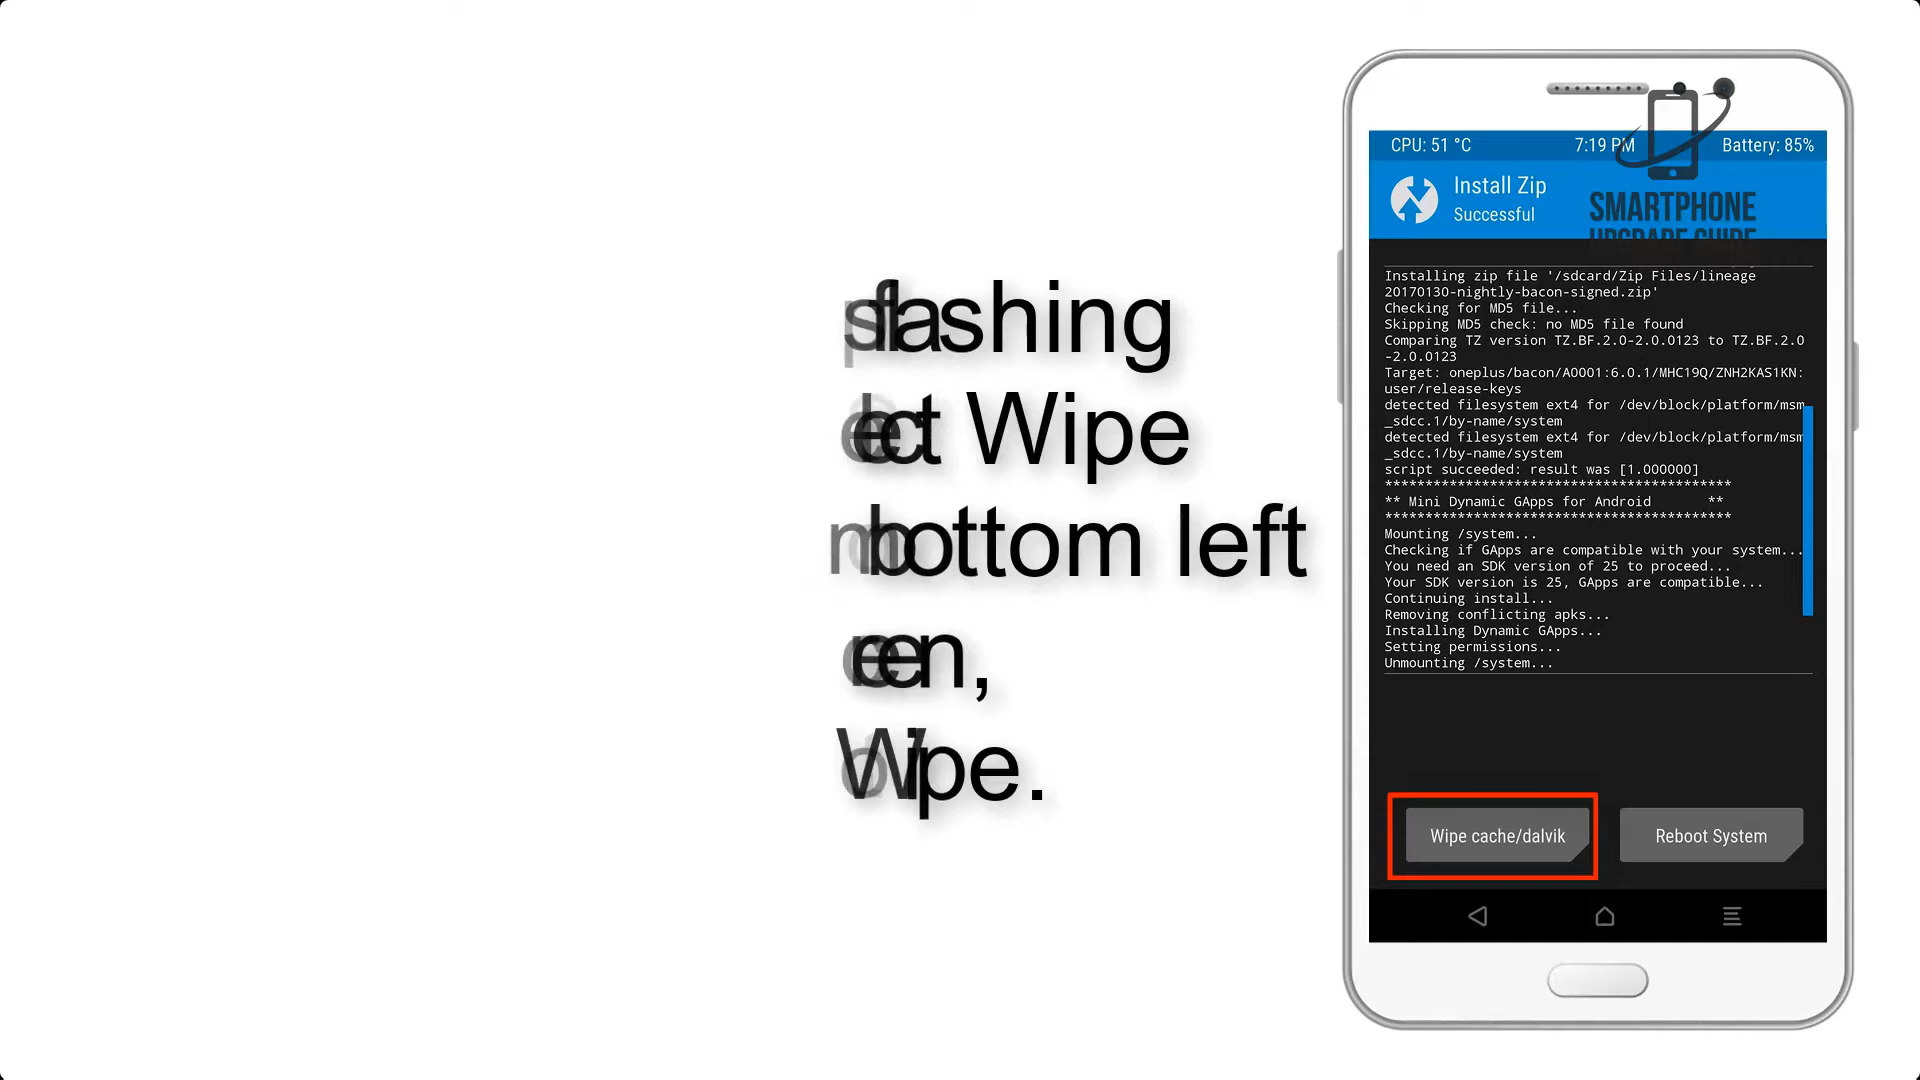 flashing
Wipe
bottom left
Wipe.
CPU: 51 °C 7:19 PM Battery: 85%
Install Zip
Successful
SMARTPHONE
UPGRADE GUIDE
Installing zip file '/sdcard/Zip Files/lineage
20170130-nightly-bacon-signed.zip'
Checking for MD5 file...
Skipping MD5 check: no MD5 file found
Comparing TZ version TZ.BF.2.0-2.0.0123 to TZ.BF.2.0
-2.0.0123
Target: oneplus/bacon/A0001:6.0.1/MHC19Q/ZNH2KAS1KN:
user/release-keys
detected filesystem ext4 for /dev/block/platform/msm
_sdcc.1/by-name/system
detected filesystem ext4 for /dev/block/platform/msm
_sdcc.1/by-name/system
script succeeded: result was [1.000000]
*******************************************
** Mini Dynamic GApps for Android **
*******************************************
Mounting /system...
Checking if GApps are compatible with your system...
You need an SDK version of 25 to proceed...
Your SDK version is 25, GApps are compatible...
Continuing install...
Removing conflicting apks...
Installing Dynamic GApps...
Setting permissions...
Unmounting /system...
Wipe cache/dalvik
Reboot System